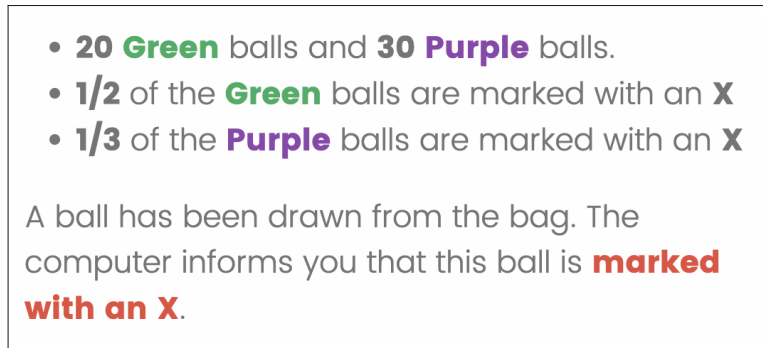 • 20 Green balls and 30 Purple balls.
• 1/2 of the Green balls are marked with an X
• 1/3 of the Purple balls are marked with an X
A ball has been drawn from the bag. The
computer informs you that this ball is marked
with an X.